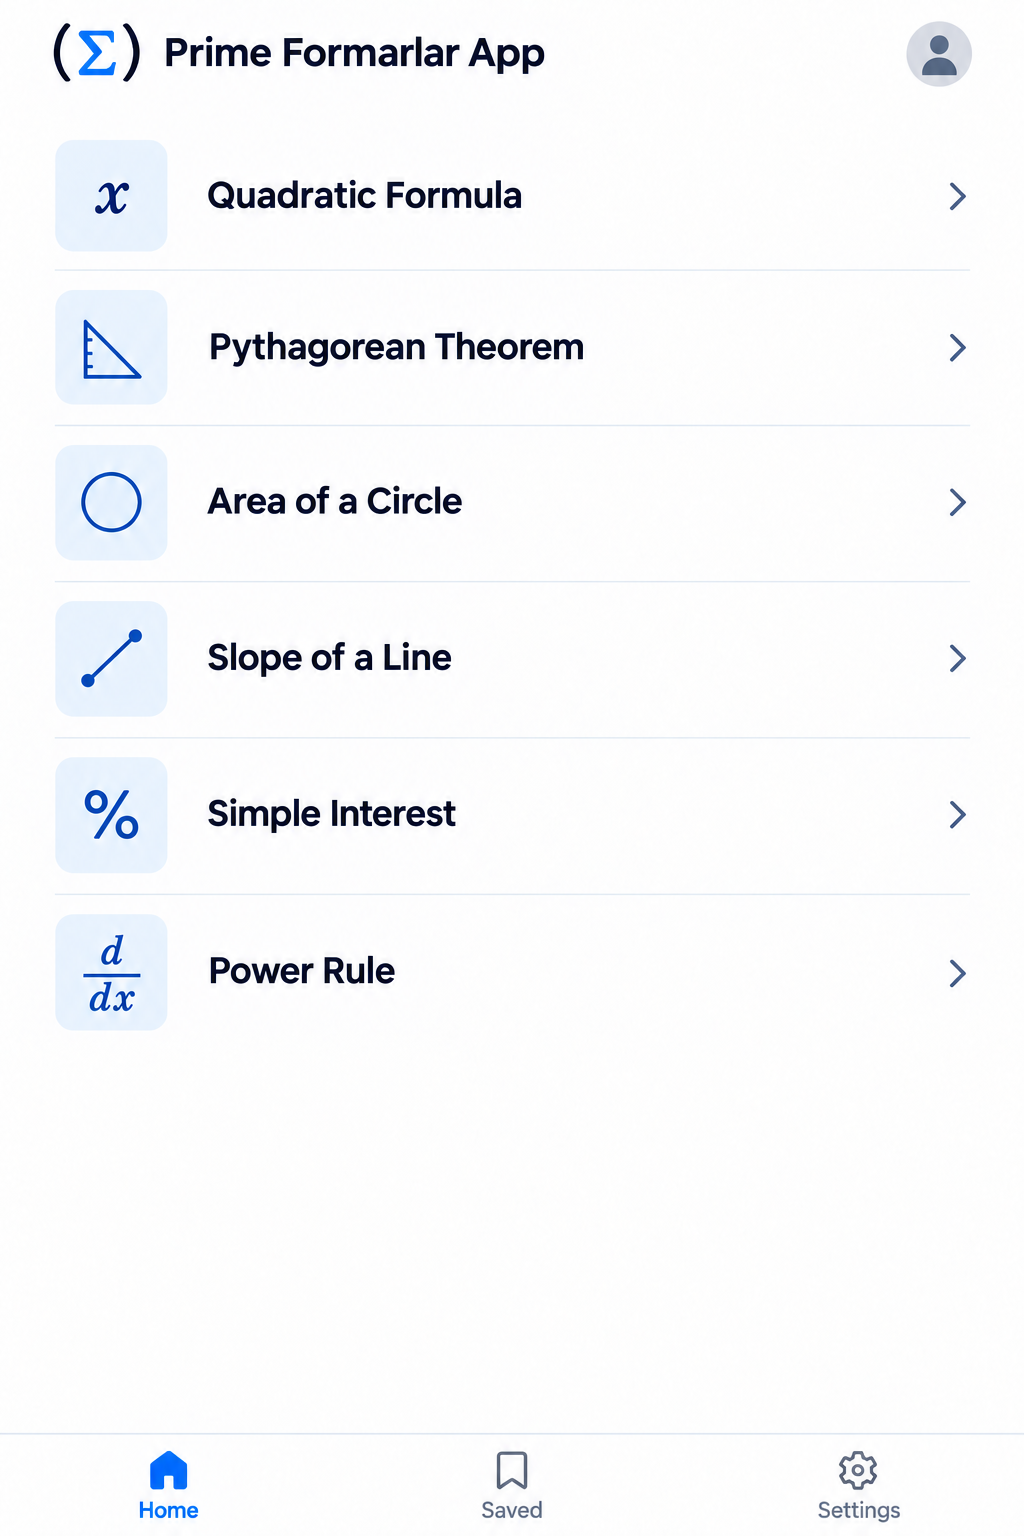 (Σ) Prime Formarlar App
x Quadratic Formula
Pythagorean Theorem
Area of a Circle
Slope of a Line
% Simple Interest
d
dx
Power Rule
Home Saved Settings